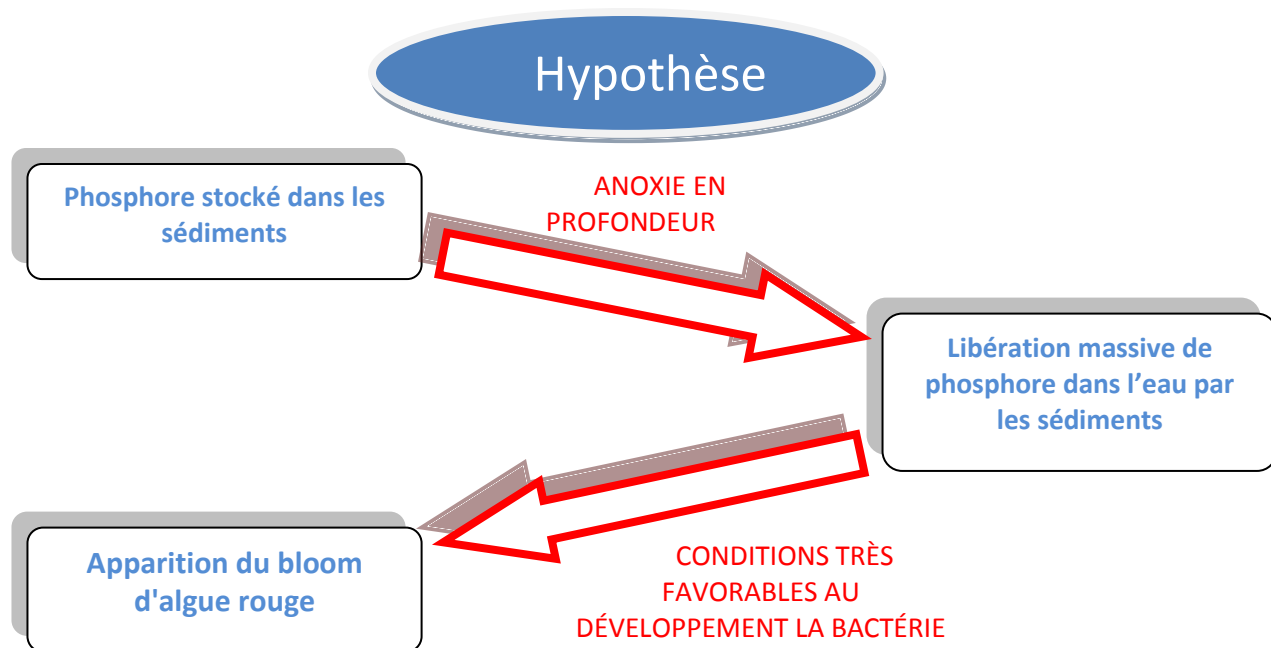 Hypothèse
Phosphore stocké dans les
sédiments
ANOXIE EN
PROFONDEUR
Libération massive de
phosphore dans l’eau par
les sédiments
CONDITIONS TRÈS
FAVORABLES AU
DÉVELOPPEMENT LA BACTÉRIE
Apparition du bloom
d'algue rouge